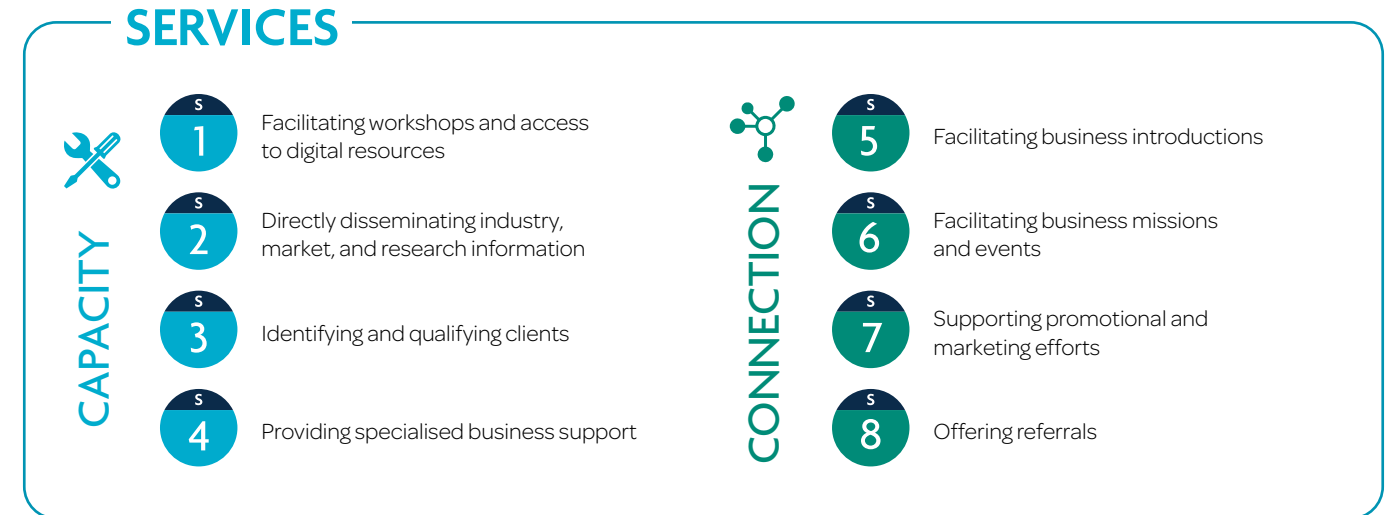 SERVICES
CAPACITY
S
1
Facilitating workshops and access
to digital resources
S
2
Directly disseminating industry,
market, and research information
S
3
Identifying and qualifying clients
S
4
Providing specialised business support
CONNECTION
S
5
Facilitating business introductions
S
6
Facilitating business missions
and events
S
7
Supporting promotional and
marketing efforts
S
8
Offering referrals